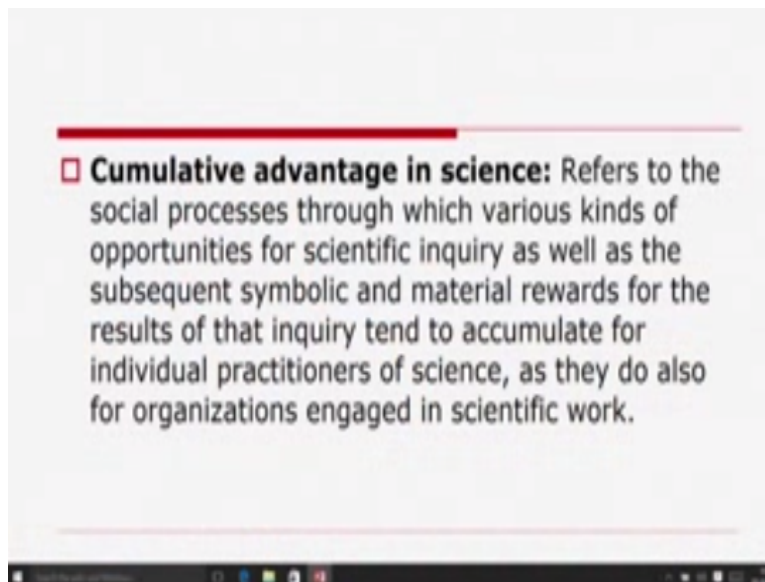 Cumulative advantage in science: Refers to the
social processes through which various kinds of
opportunities for scientific inquiry as well as the
subsequent symbolic and material rewards for the
results of that inquiry tend to accumulate for
individual practitioners of science, as they do also
for organizations engaged in scientific work.